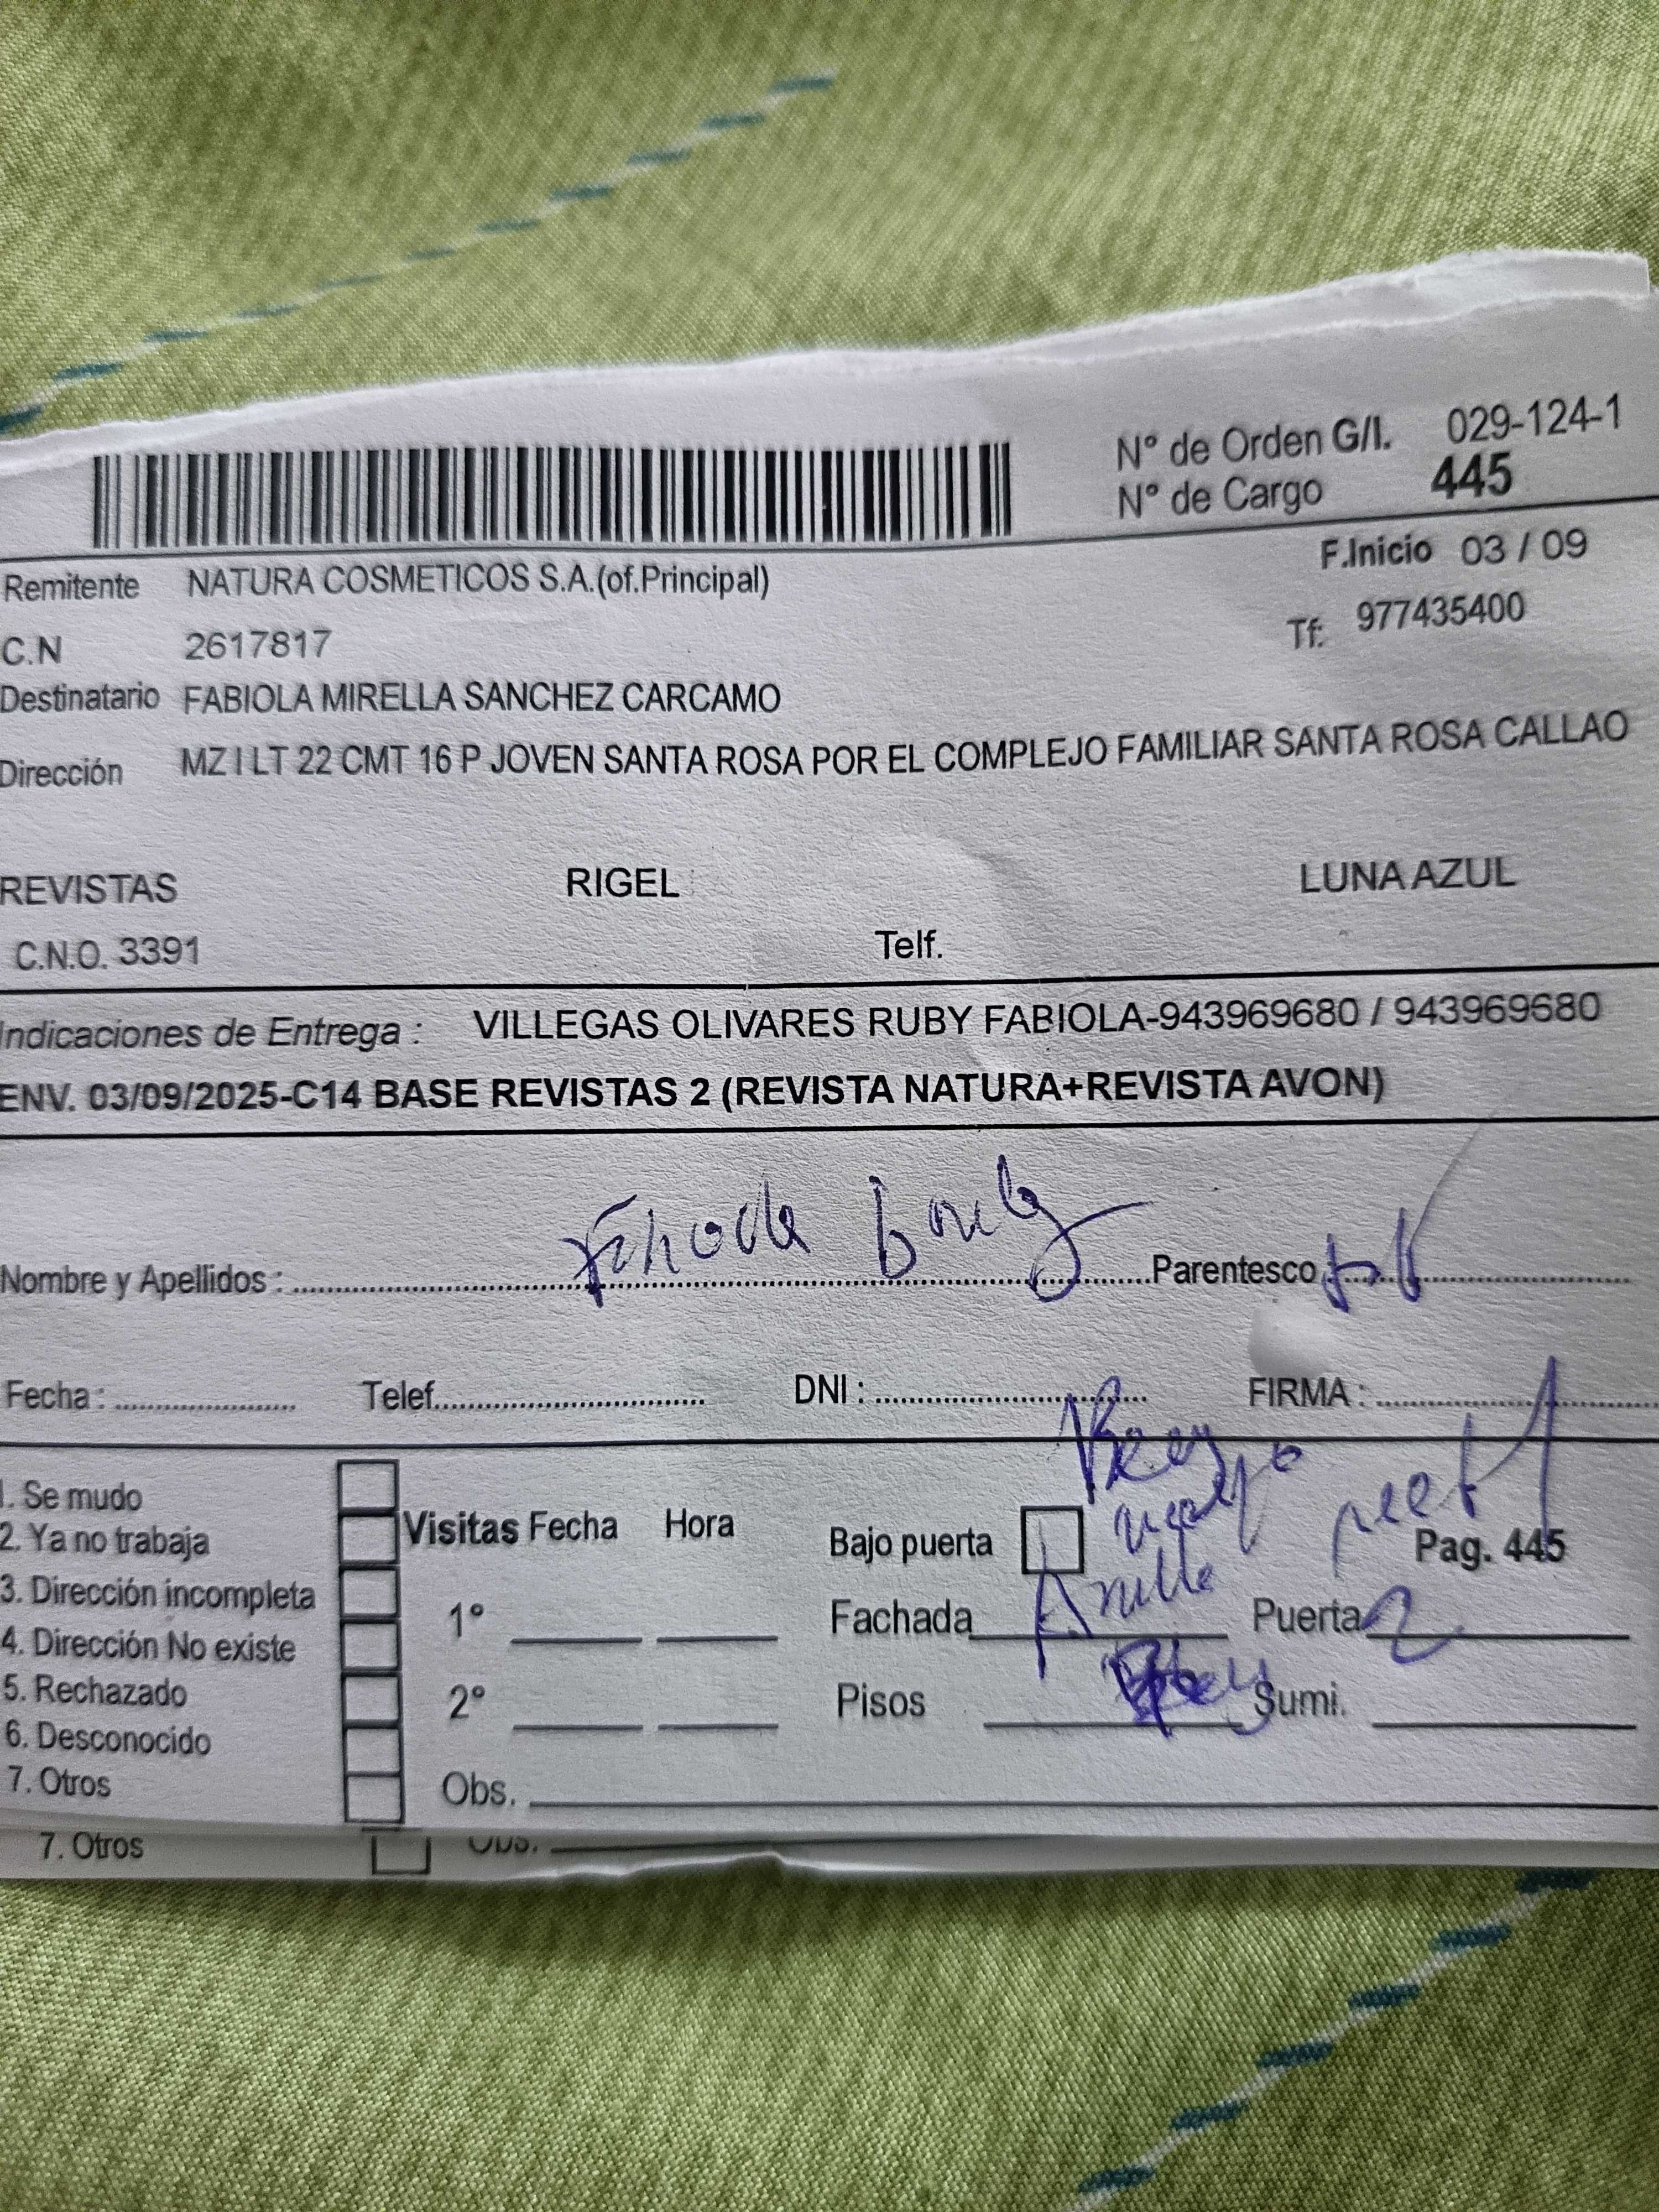 N° de Orden G/I. 029-124-1
N° de Cargo 445
F.Inicio 03 / 09
Remitente NATURA COSMETICOS S.A.(of.Principal)
Tf: 977435400
C.N 2617817
Destinatario FABIOLA MIRELLA SANCHEZ CARCAMO
Dirección MZ I LT 22 CMT 16 P JOVEN SANTA ROSA POR EL COMPLEJO FAMILIAR SANTA ROSA CALLAO
REVISTAS RIGEL LUNA AZUL
C.N.O. 3391 Telf.
Indicaciones de Entrega : VILLEGAS OLIVARES RUBY FABIOLA-943969680 / 943969680
ENV. 03/09/2025-C14 BASE REVISTAS 2 (REVISTA NATURA+REVISTA AVON)
Nombre y Apellidos : Parentesco :
Fecha : Telef. DNI : FIRMA :
1. Se mudo
2. Ya no trabaja
3. Dirección incompleta
4. Dirección No existe
5. Rechazado
6. Desconocido
7. Otros
Visitas Fecha Hora
1°
2°
Obs.
Bajo puerta Pag. 445
Fachada Puerta 2
Pisos Sumi.
7. Otros Obs.